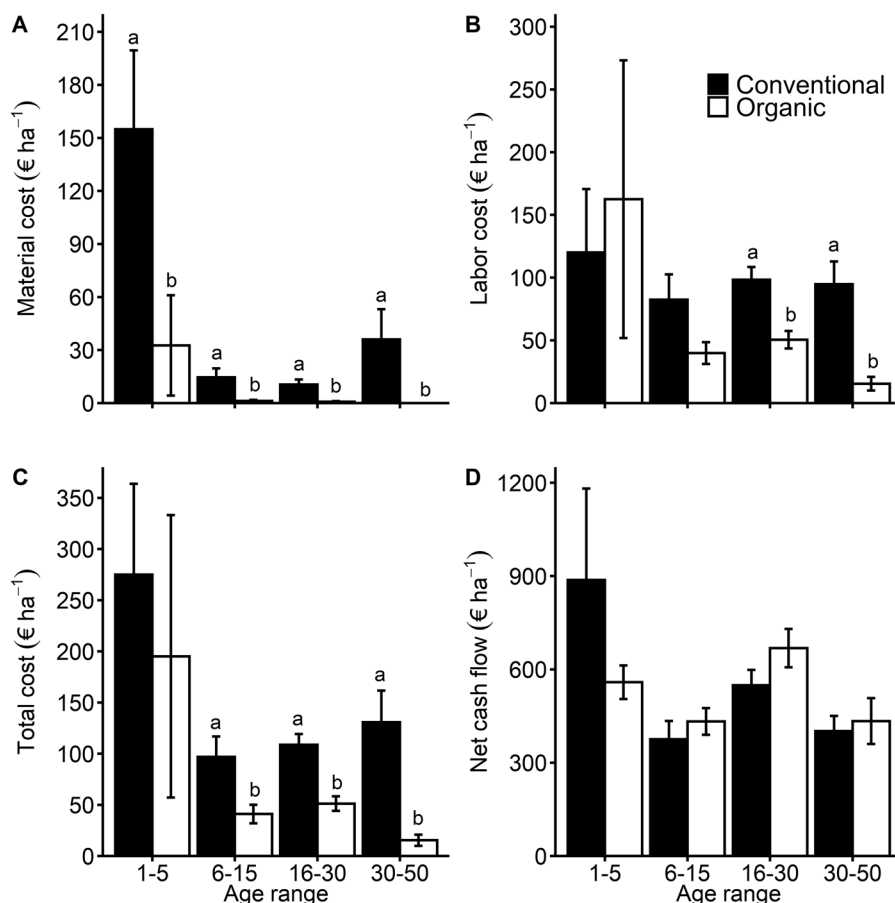 A
Material cost (€ ha⁻¹)
210
180
150
120
90
60
30
0
a
b
a
b
a
b
a
b
B
Labor cost (€ ha⁻¹)
300
250
200
150
100
50
0
Conventional
Organic
a
b
a
b
C
Total cost (€ ha⁻¹)
350
300
250
200
150
100
50
0
a
b
a
b
a
b
1-5 6-15 16-30 30-50
Age range
D
Net cash flow (€ ha⁻¹)
1200
900
600
300
0
1-5 6-15 16-30 30-50
Age range